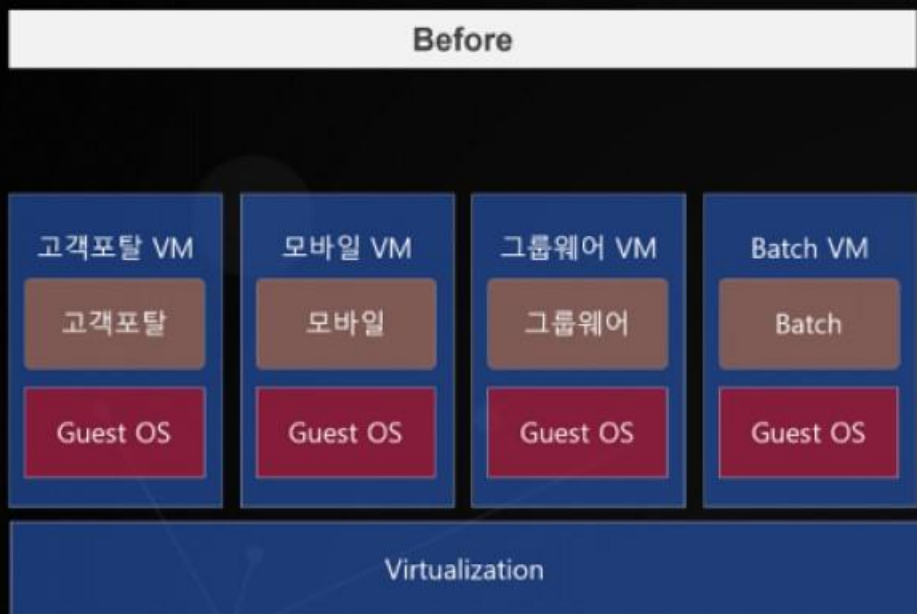 Before
고객포탈 VM
모바일 VM
그룹웨어 VM
Batch VM
고객포탈
모바일
그룹웨어
Batch
Guest OS
Guest OS
Guest OS
Guest OS
Virtualization